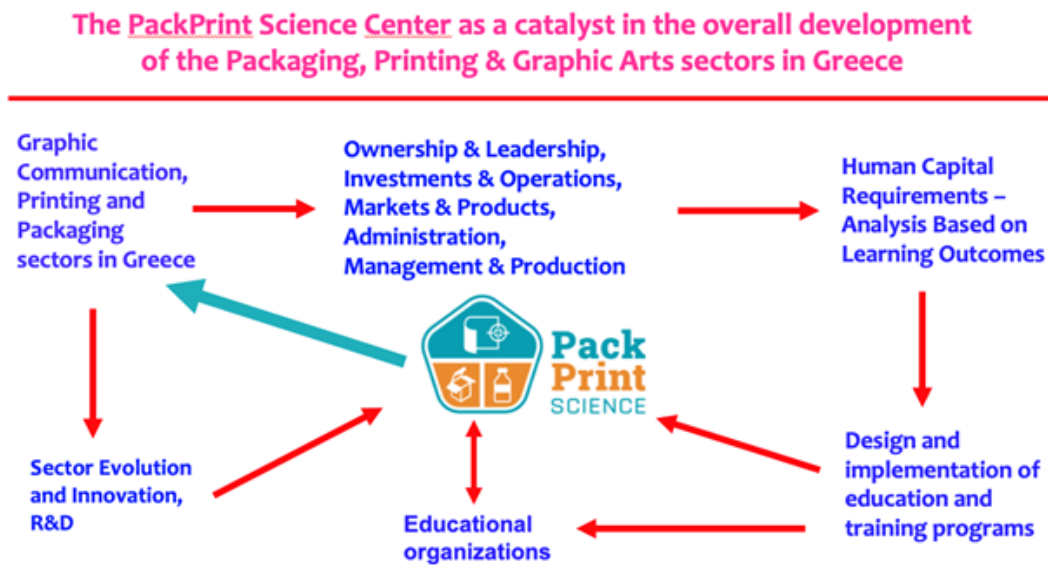 The PackPrint Science Center as a catalyst in the overall development
of the Packaging, Printing & Graphic Arts sectors in Greece
Graphic
Communication,
Printing and
Packaging
sectors in Greece
Ownership & Leadership,
Investments & Operations,
Markets & Products,
Administration,
Management & Production
Human Capital
Requirements –
Analysis Based on
Learning Outcomes
Pack
Print
SCIENCE
Sector Evolution
and Innovation,
R&D
Educational
organizations
Design and
implementation of
education and
training programs